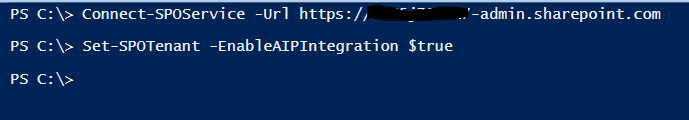 PS C:\> Connect-SPOService -Url https:// -admin.sharepoint.com
PS C:\> Set-SPOTenant -EnableAIPIntegration $true
PS C:\>